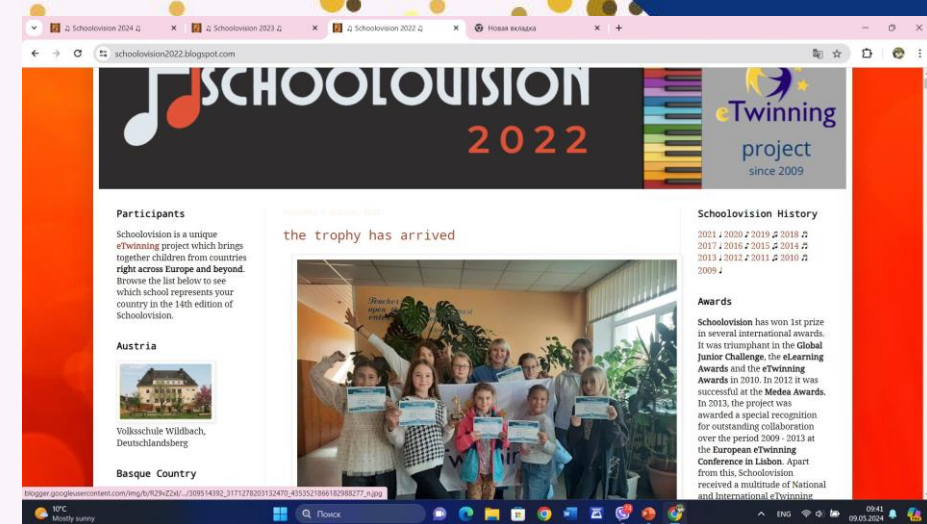 ♫ Schoolovision 2024 ♫
♫ Schoolovision 2023 ♫
♫ Schoolovision 2022 ♫
Новая вкладка
schoolovision2022.blogspot.com
SCHOOLOVISION
2022
eTwinning
project
since 2009
Participants
Schoolovision is a unique
eTwinning project which brings
together children from countries
right across Europe and beyond.
Browse the list below to see
which school represents your
country in the 14th edition of
Schoolovision.
Austria
Volksschule Wildbach,
Deutschlandsberg
Basque Country
the trophy has arrived
Teacher
open
Schoolovision History
2021 ♩ 2020 ♪ 2019 ♫ 2018 ♫
2017 ♩ 2016 ♪ 2015 ♫ 2014 ♫
2013 ♩ 2012 ♪ 2011 ♫ 2010 ♫
2009 ♩
Awards
Schoolovision has won 1st prize
in several international awards.
It was triumphant in the Global
Junior Challenge, the eLearning
Awards and the eTwinning
Awards in 2010. In 2012 it was
successful at the Medea Awards.
In 2013, the project was
awarded a special recognition
for outstanding collaboration
over the period 2009 - 2013 at
the European eTwinning
Conference in Lisbon. Apart
from this, Schoolovision
received a multitude of National
and International eTwinning
10°C
Mostly sunny
Поиск
ENG
09:41
09.05.2024